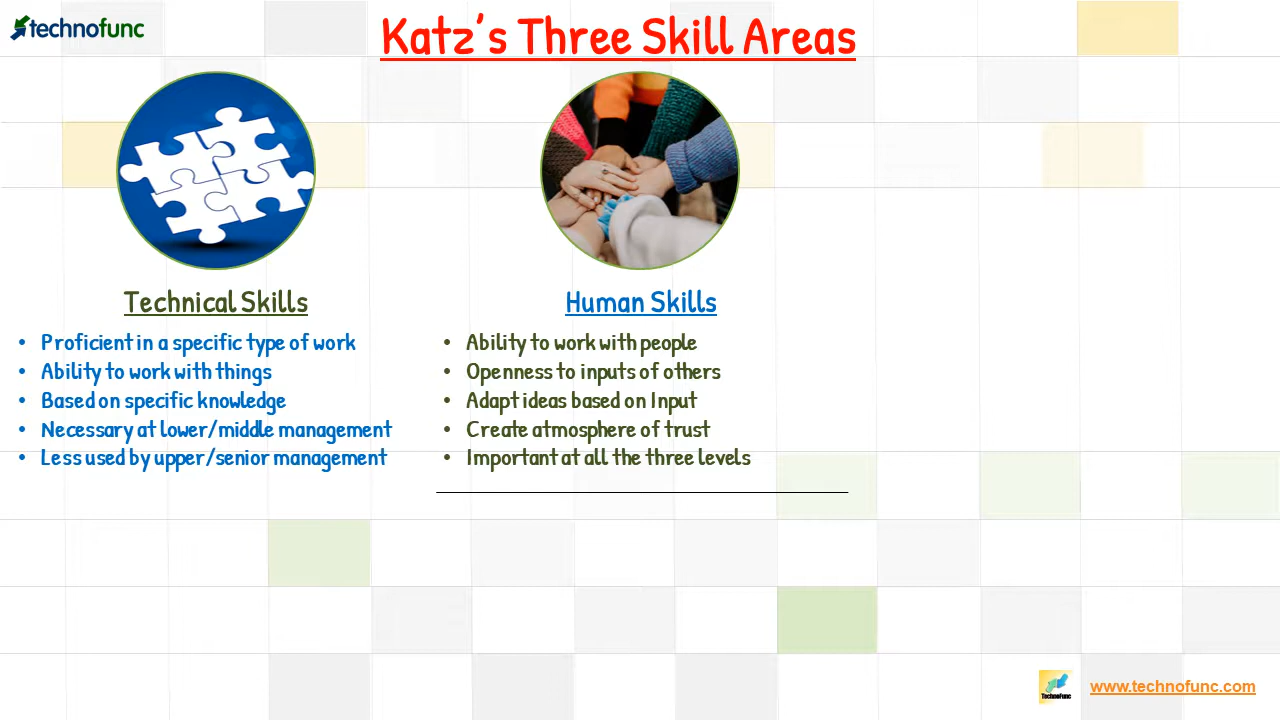 technofunc
Katz's Three Skill Areas
Technical Skills
• Proficient in a specific type of work
• Ability to work with things
• Based on specific knowledge
• Necessary at lower/middle management
• Less used by upper/senior management
Human Skills
• Ability to work with people
• Openness to inputs of others
• Adapt ideas based on Input
• Create atmosphere of trust
• Important at all the three levels
TechnoFunc
www.technofunc.com